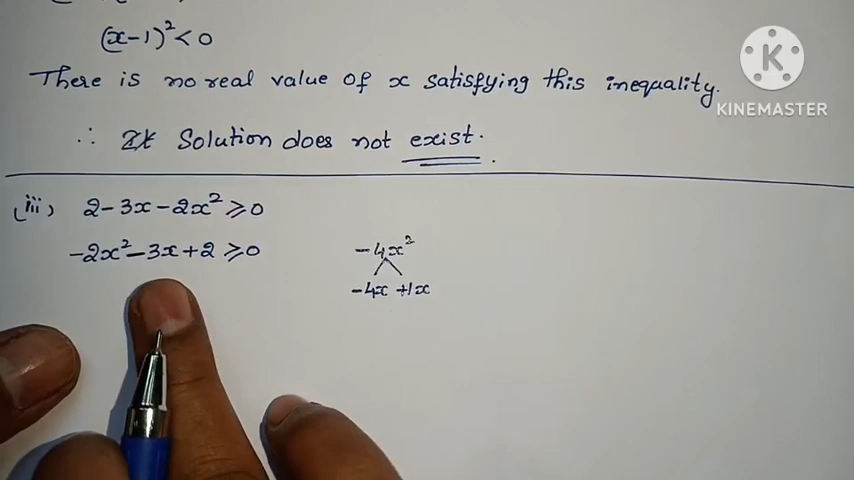 (x-1)² < 0
There is no real value of x satisfying this inequality.
∴ Solution does not exist.
(iii) 2-3x-2x² ≥ 0
-2x²-3x+2 ≥ 0
-4x²
-4x +1x
K
KINEMASTER